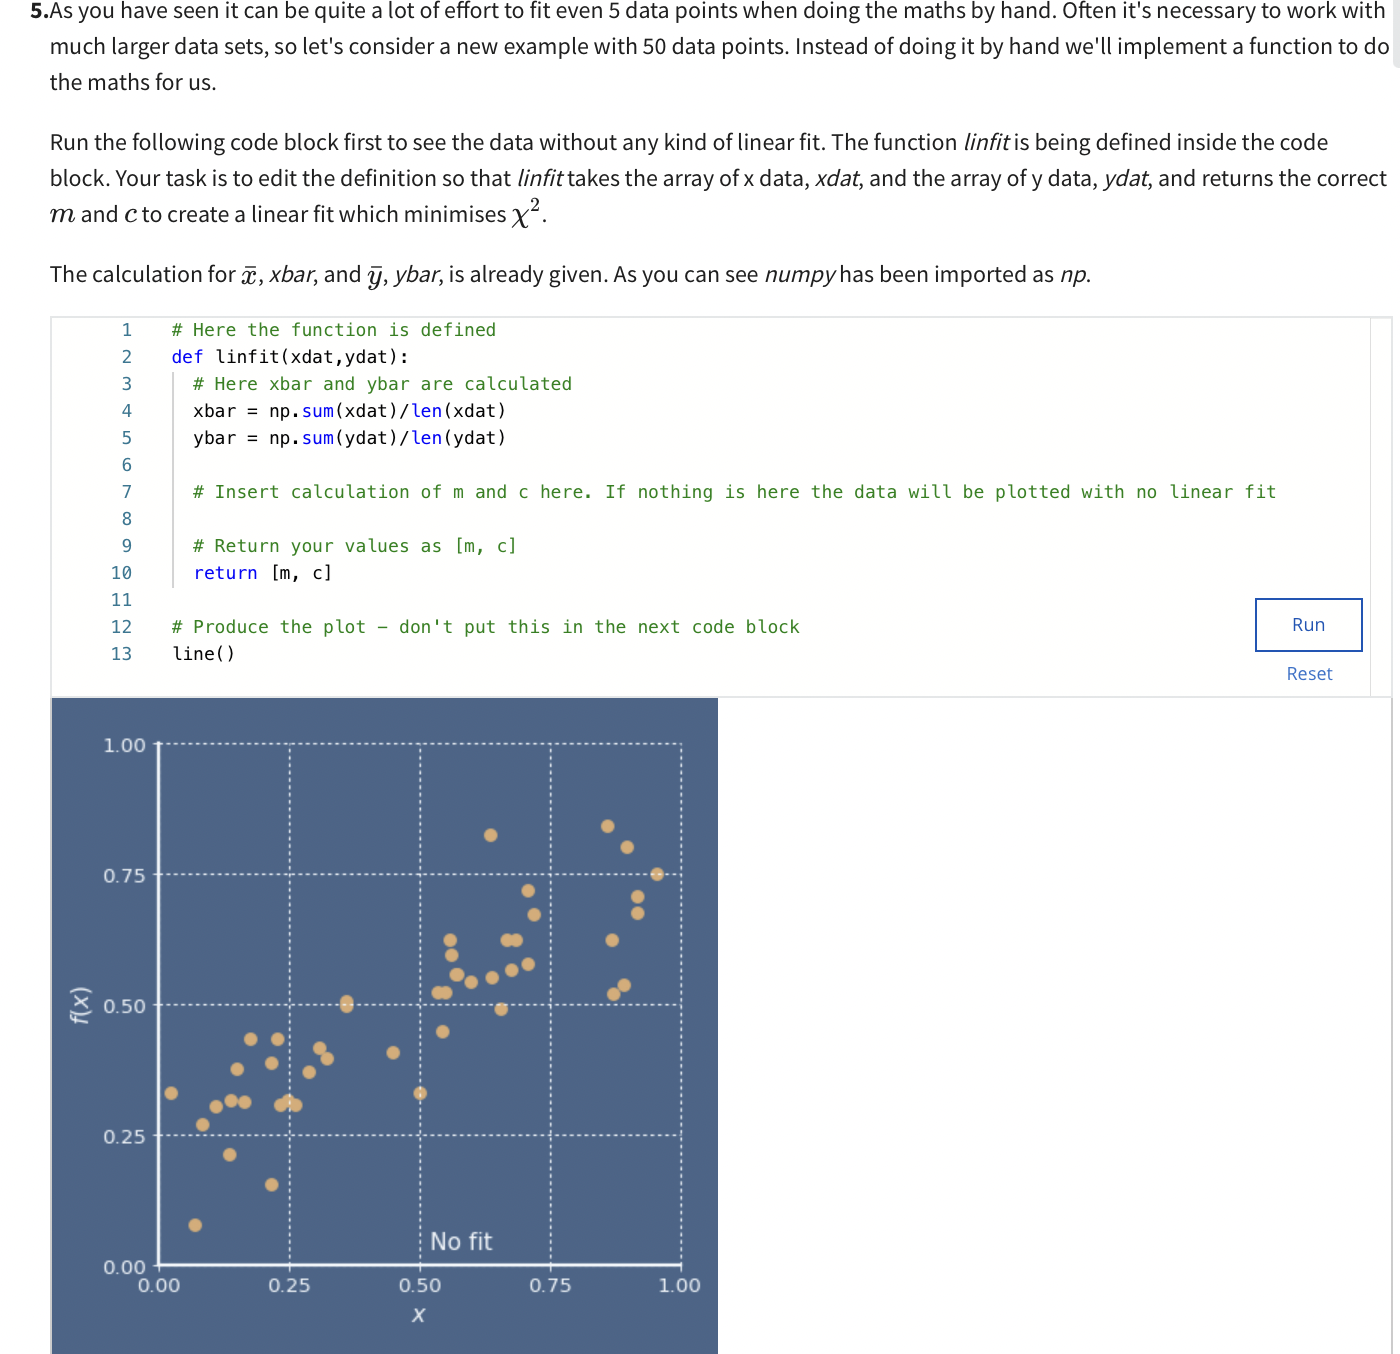 5.As you have seen it can be quite a lot of effort to fit even 5 data points when doing the maths by hand. Often it's necessary to work with
much larger data sets, so let's consider a new example with 50 data points. Instead of doing it by hand we'll implement a function to do
the maths for us.
Run the following code block first to see the data without any kind of linear fit. The function linfit is being defined inside the code
block. Your task is to edit the definition so that linfit takes the array of x data, xdat, and the array of y data, ydat, and returns the correct
m and c to create a linear fit which minimises χ².
The calculation for x̄, xbar, and ȳ, ybar, is already given. As you can see numpy has been imported as np.
1 # Here the function is defined
2 def linfit(xdat,ydat):
3 # Here xbar and ybar are calculated
4 xbar = np.sum(xdat)/len(xdat)
5 ybar = np.sum(ydat)/len(ydat)
6
7 # Insert calculation of m and c here. If nothing is here the data will be plotted with no linear fit
8
9 # Return your values as [m, c]
10 return [m, c]
11
12 # Produce the plot – don't put this in the next code block
13 line()
Run
Reset
1.00
0.75
f(x)
0.50
0.25
No fit
0.00
0.00 0.25 0.50 0.75 1.00
x